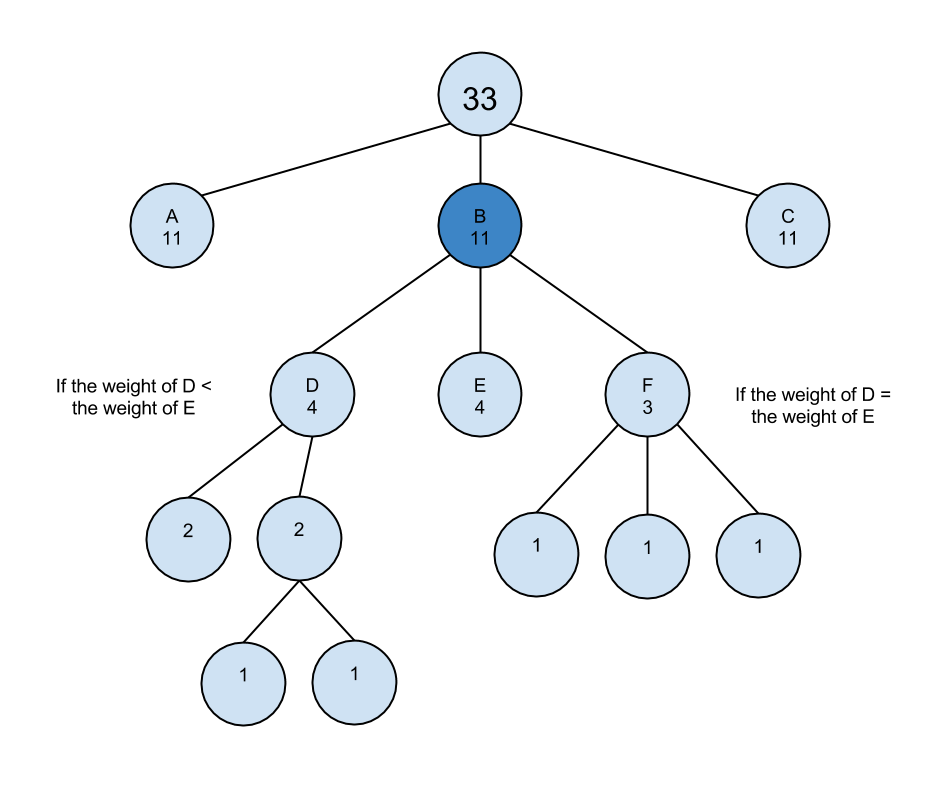 33
A
11
B
11
C
11
If the weight of D <
the weight of E
D
4
E
4
F
3
If the weight of D =
the weight of E
2
2
1
1
1
1
1